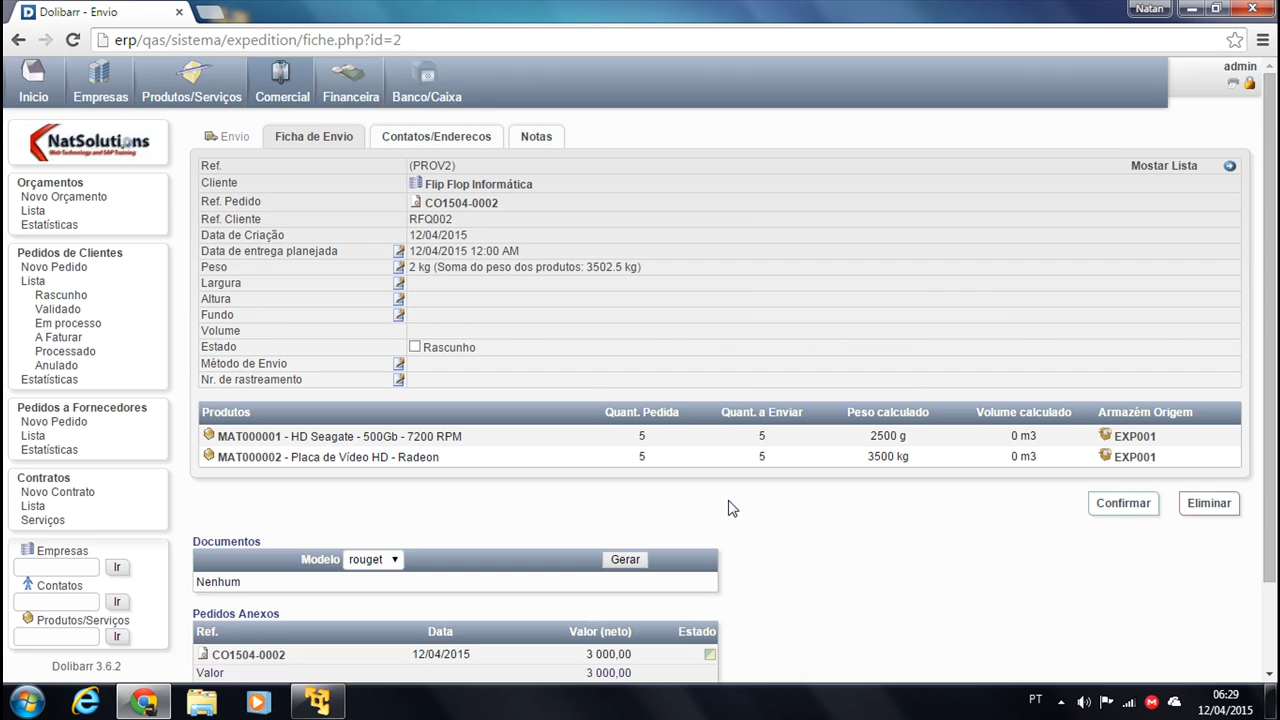 Dolibarr - Envio
Natan
erp/qas/sistema/expedition/fiche.php?id=2
Inicio
Empresas
Produtos/Serviços
Comercial
Financeira
Banco/Caixa
admin
NatSolutions
Web Technology and SAP Training
Orçamentos
Novo Orçamento
Lista
Estatísticas
Pedidos de Clientes
Novo Pedido
Lista
Rascunho
Validado
Em processo
A Faturar
Processado
Anulado
Estatísticas
Pedidos a Fornecedores
Novo Pedido
Lista
Estatísticas
Contratos
Novo Contrato
Lista
Serviços
Empresas
Ir
Contatos
Ir
Produtos/Serviços
Ir
Dolibarr 3.6.2
Envio
Ficha de Envio
Contatos/Enderecos
Notas
Ref. (PROV2) Mostar Lista
Cliente Flip Flop Informática
Ref. Pedido CO1504-0002
Ref. Cliente RFQ002
Data de Criação 12/04/2015
Data de entrega planejada 12/04/2015 12:00 AM
Peso 2 kg (Soma do peso dos produtos: 3502.5 kg)
Largura
Altura
Fundo
Volume
Estado Rascunho
Método de Envio
Nr. de rastreamento
Produtos Quant. Pedida Quant. a Enviar Peso calculado Volume calculado Armazèm Origem
MAT000001 - HD Seagate - 500Gb - 7200 RPM 5 5 2500 g 0 m3 EXP001
MAT000002 - Placa de Vídeo HD - Radeon 5 5 3500 kg 0 m3 EXP001
Confirmar Eliminar
Documentos
Modelo rouget Gerar
Nenhum
Pedidos Anexos
Ref. Data Valor (neto) Estado
CO1504-0002 12/04/2015 3 000,00
Valor 3 000,00
PT
06:29
12/04/2015